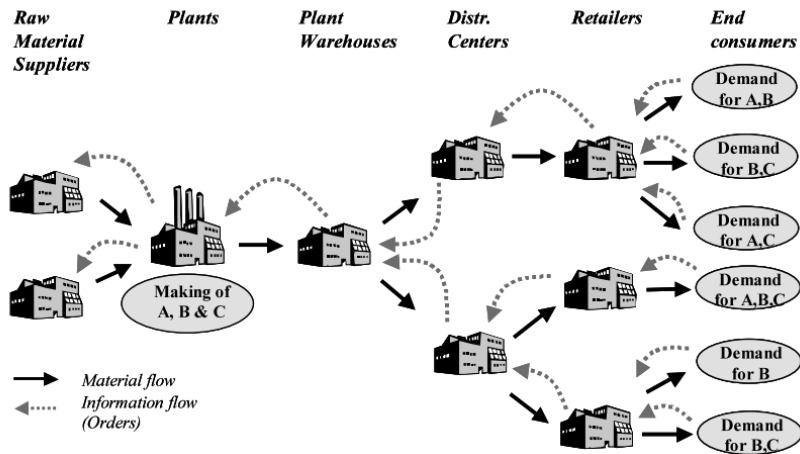 Raw
Material
Suppliers
Plants
Plant
Warehouses
Distr.
Centers
Retailers
End
consumers
Demand
for A,B
Demand
for B,C
Demand
for A,C
Demand
for A,B,C
Demand
for B
Demand
for B,C
Making of
A, B & C
Material flow
Information flow
(Orders)